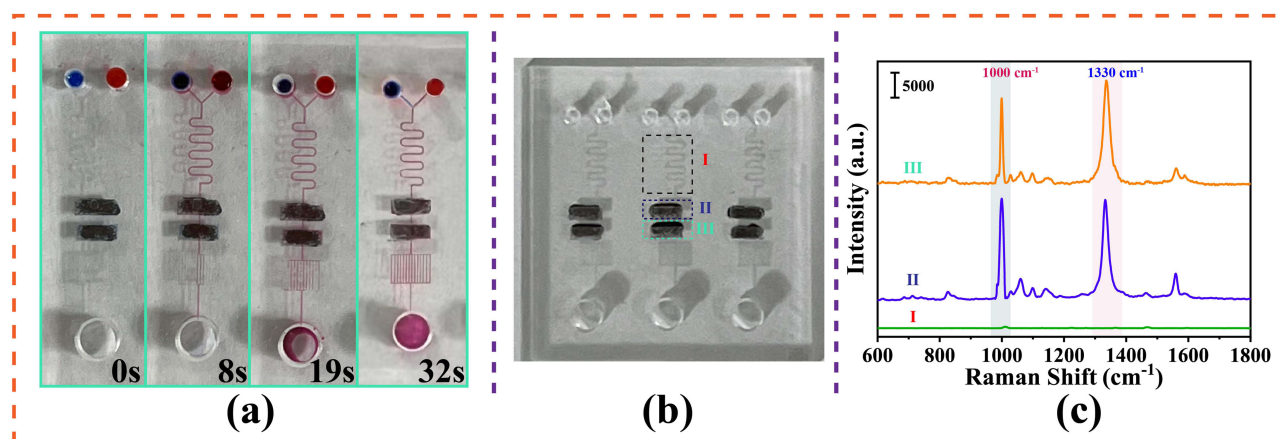 0s
8s
19s
32s
(a)
I
II
III
(b)
5000
1000 cm⁻¹
1330 cm⁻¹
III
II
I
Intensity (a.u.)
600
800
1000
1200
1400
1600
1800
Raman Shift (cm⁻¹)
(c)